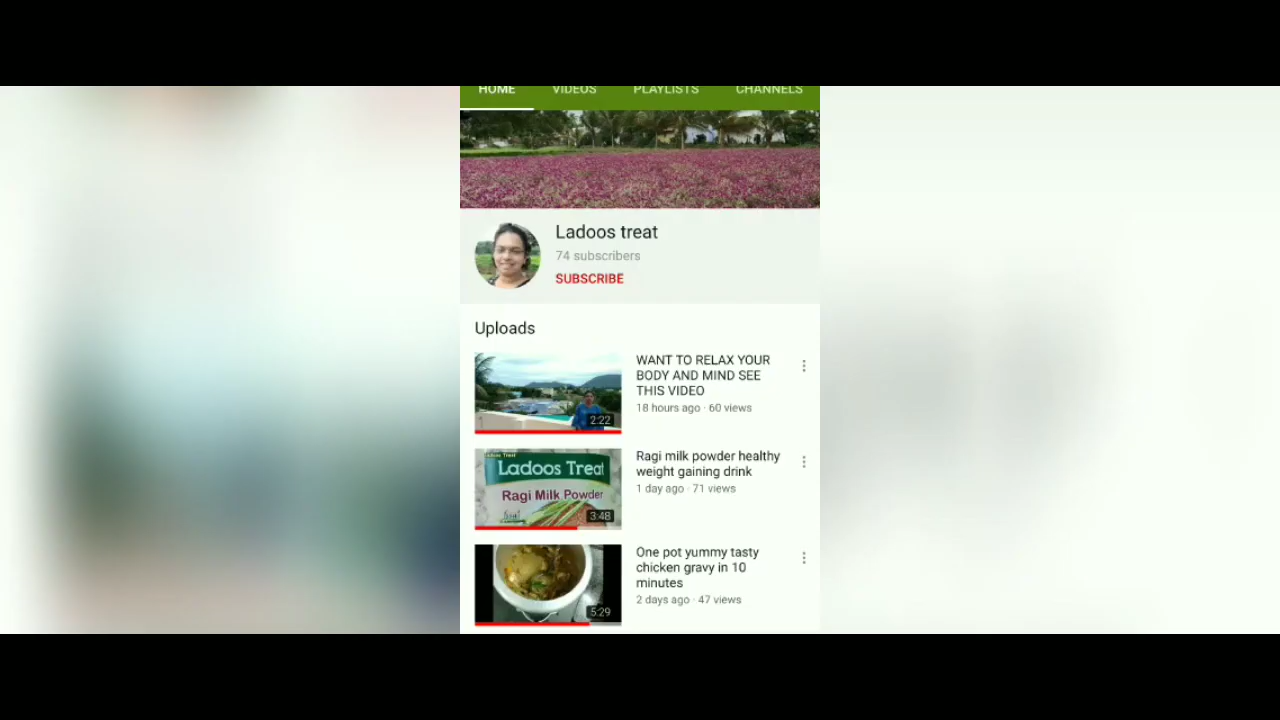 HOME VIDEOS PLAYLISTS CHANNELS
Ladoos treat
74 subscribers
SUBSCRIBE
Uploads
WANT TO RELAX YOUR
BODY AND MIND SEE
THIS VIDEO
18 hours ago · 60 views
2:22
Ladoos Treat
Ladoos Treat
Ragi Milk Powder
3:48
Ragi milk powder healthy
weight gaining drink
1 day ago · 71 views
One pot yummy tasty
chicken gravy in 10
minutes
2 days ago · 47 views
5:29